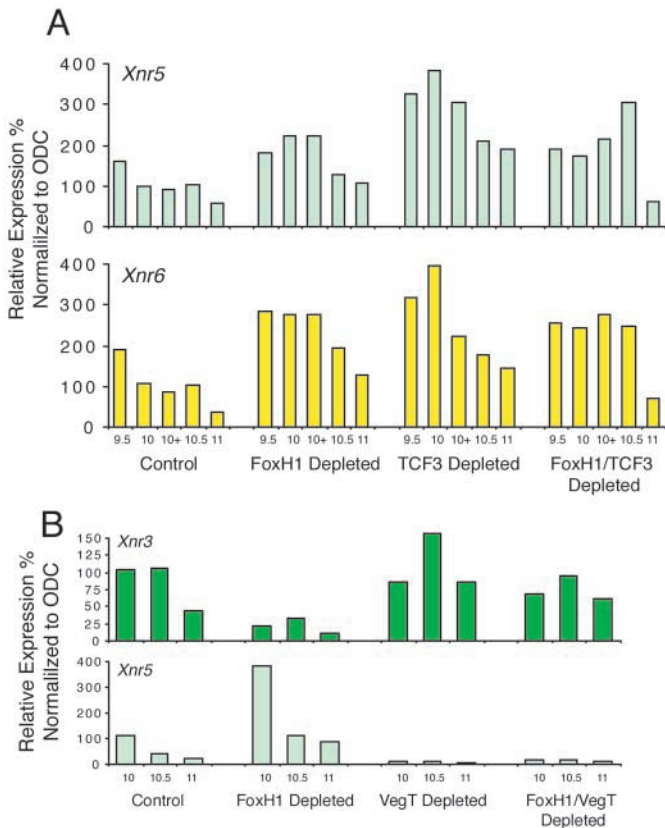 A
Relative Expression %
Normalilzed to ODC
Xnr5
400
300
200
100
0
Xnr6
400
300
200
100
0
9.5 10 10+ 10.5 11 9.5 10 10+ 10.5 11 9.5 10 10+ 10.5 11 9.5 10 10+ 10.5 11
Control FoxH1 Depleted TCF3 Depleted FoxH1/TCF3
Depleted
B
Relative Expression %
Normalilzed to ODC
Xnr3
150
125
100
75
50
25
0
Xnr5
400
300
200
100
0
10 10.5 11 10 10.5 11 10 10.5 11 10 10.5 11
Control FoxH1 Depleted VegT Depleted FoxH1/VegT
Depleted